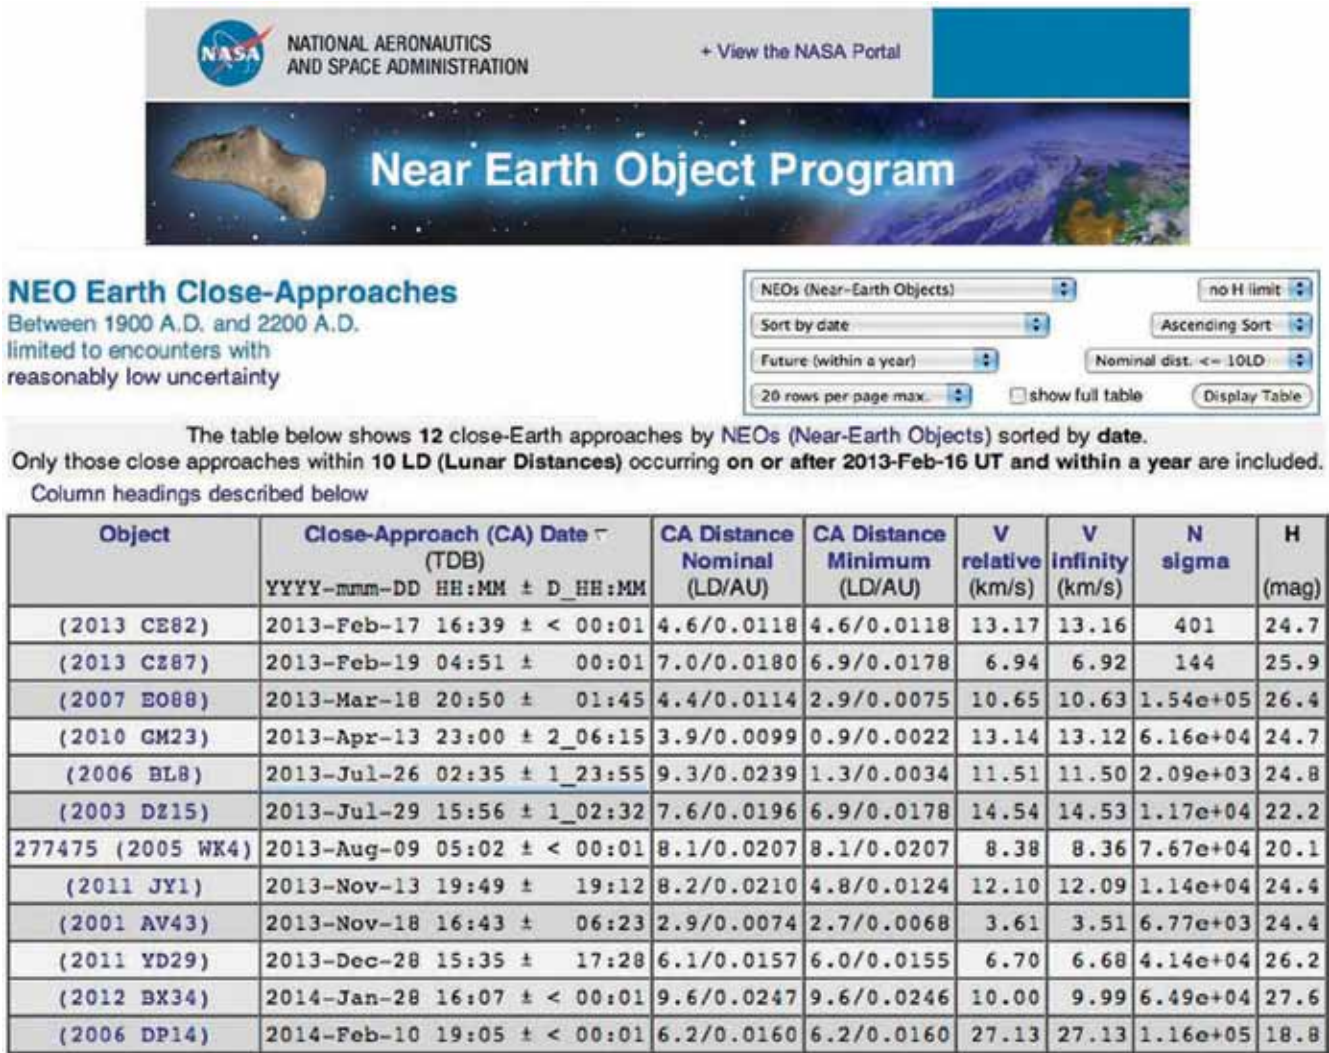 NASA
NATIONAL AERONAUTICS
AND SPACE ADMINISTRATION
+ View the NASA Portal
Near Earth Object Program
NEO Earth Close-Approaches
Between 1900 A.D. and 2200 A.D.
limited to encounters with
reasonably low uncertainty
NEOs (Near-Earth Objects) no H limit
Sort by date Ascending Sort
Future (within a year) Nominal dist. <= 10LD
20 rows per page max. show full table Display Table
The table below shows 12 close-Earth approaches by NEOs (Near-Earth Objects) sorted by date.
Only those close approaches within 10 LD (Lunar Distances) occurring on or after 2013-Feb-16 UT and within a year are included.
Column headings described below
Object Close-Approach (CA) Date CA Distance CA Distance V V N H
(TDB) Nominal Minimum relative infinity sigma
YYYY-mmm-DD HH:MM ± D_HH:MM (LD/AU) (LD/AU) (km/s) (km/s) (mag)
(2013 CE82) 2013-Feb-17 16:39 ± < 00:01 4.6/0.0118 4.6/0.0118 13.17 13.16 401 24.7
(2013 CZ87) 2013-Feb-19 04:51 ± 00:01 7.0/0.0180 6.9/0.0178 6.94 6.92 144 25.9
(2007 EO88) 2013-Mar-18 20:50 ± 01:45 4.4/0.0114 2.9/0.0075 10.65 10.63 1.54e+05 26.4
(2010 GM23) 2013-Apr-13 23:00 ± 2_06:15 3.9/0.0099 0.9/0.0022 13.14 13.12 6.16e+04 24.7
(2006 BL8) 2013-Jul-26 02:35 ± 1_23:55 9.3/0.0239 1.3/0.0034 11.51 11.50 2.09e+03 24.8
(2003 DZ15) 2013-Jul-29 15:56 ± 1_02:32 7.6/0.0196 6.9/0.0178 14.54 14.53 1.17e+04 22.2
277475 (2005 WK4) 2013-Aug-09 05:02 ± < 00:01 8.1/0.0207 8.1/0.0207 8.38 8.36 7.67e+04 20.1
(2011 JY1) 2013-Nov-13 19:49 ± 19:12 8.2/0.0210 4.8/0.0124 12.10 12.09 1.14e+04 24.4
(2001 AV43) 2013-Nov-18 16:43 ± 06:23 2.9/0.0074 2.7/0.0068 3.61 3.51 6.77e+03 24.4
(2011 YD29) 2013-Dec-28 15:35 ± 17:28 6.1/0.0157 6.0/0.0155 6.70 6.68 4.14e+04 26.2
(2012 BX34) 2014-Jan-28 16:07 ± < 00:01 9.6/0.0247 9.6/0.0246 10.00 9.99 6.49e+04 27.6
(2006 DP14) 2014-Feb-10 19:05 ± < 00:01 6.2/0.0160 6.2/0.0160 27.13 27.13 1.16e+05 18.8